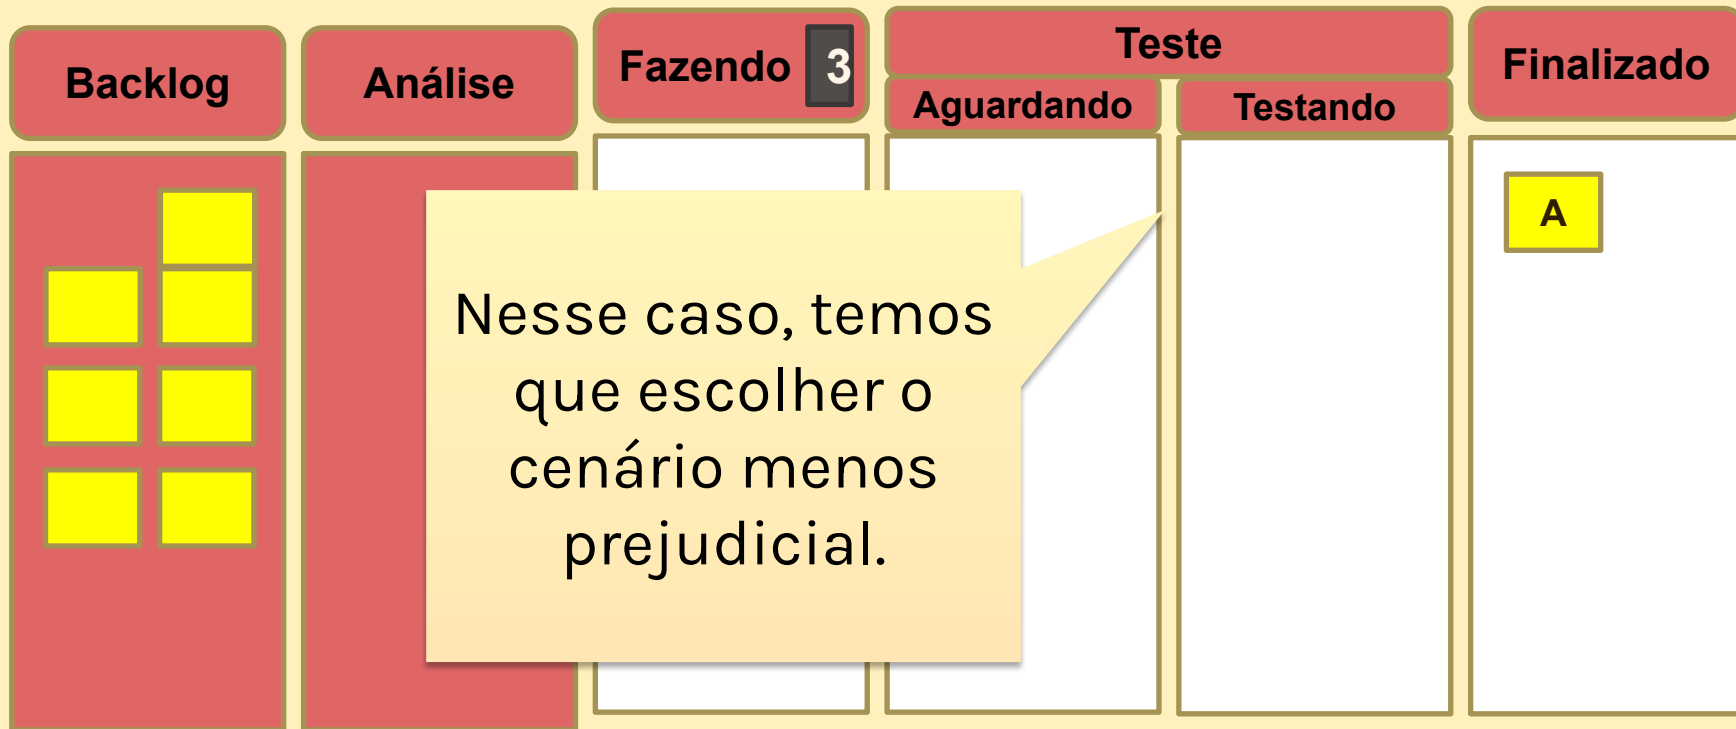 Backlog
Análise
Fazendo 3
Teste
Aguardando
Testando
Finalizado
A
Nesse caso, temos
que escolher o
cenário menos
prejudicial.